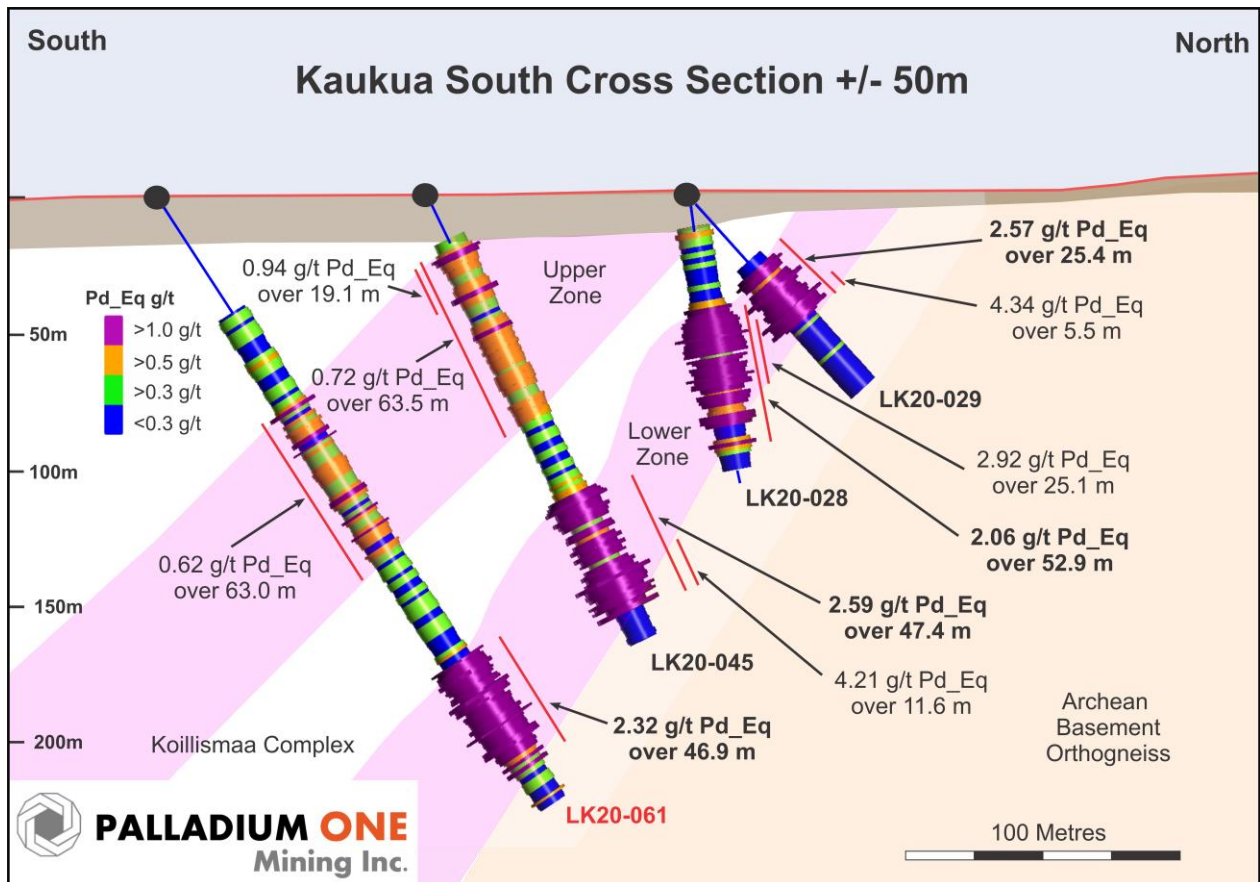 South
North
Kaukua South Cross Section +/- 50m
Pd_Eq g/t
>1.0 g/t
>0.5 g/t
>0.3 g/t
<0.3 g/t
50m
100m
150m
200m
0.94 g/t Pd_Eq
over 19.1 m
Upper
Zone
0.72 g/t Pd_Eq
over 63.5 m
0.62 g/t Pd_Eq
over 63.0 m
Lower
Zone
2.57 g/t Pd_Eq
over 25.4 m
4.34 g/t Pd_Eq
over 5.5 m
LK20-029
LK20-028
2.92 g/t Pd_Eq
over 25.1 m
2.06 g/t Pd_Eq
over 52.9 m
2.59 g/t Pd_Eq
over 47.4 m
LK20-045
4.21 g/t Pd_Eq
over 11.6 m
2.32 g/t Pd_Eq
over 46.9 m
Koillismaa Complex
Archean
Basement
Orthogneiss
LK20-061
PALLADIUM ONE
Mining Inc.
100 Metres